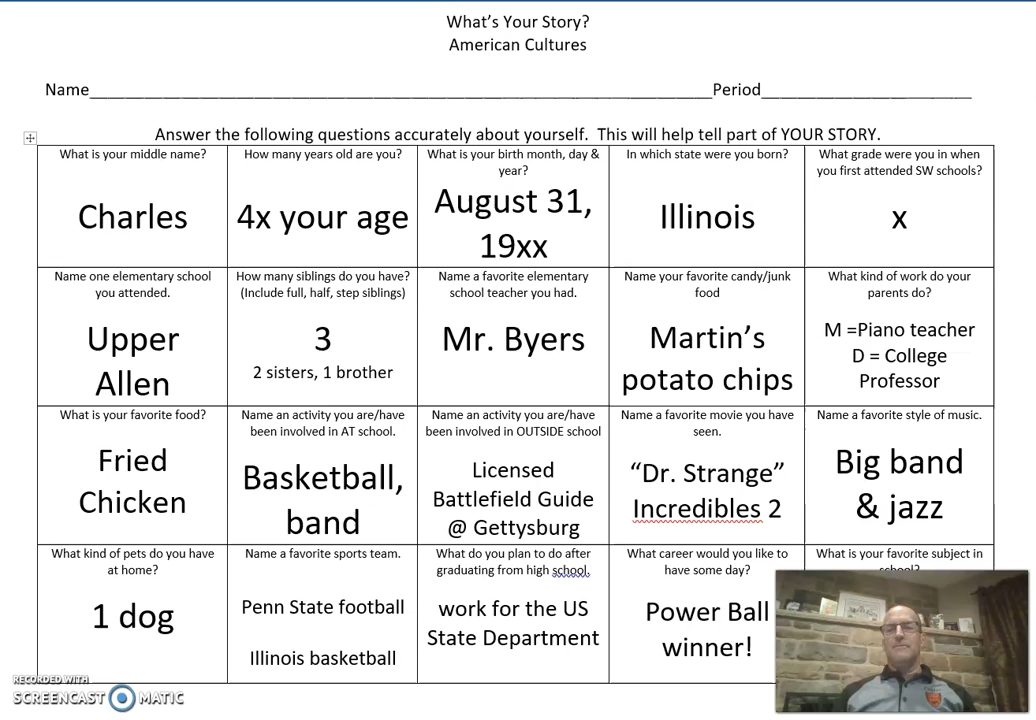 What's Your Story?
American Cultures
Name Period
Answer the following questions accurately about yourself. This will help tell part of YOUR STORY.
What is your middle name?
Charles
How many years old are you?
4x your age
What is your birth month, day &
year?
August 31,
19xx
In which state were you born?
Illinois
What grade were you in when
you first attended SW schools?
x
Name one elementary school
you attended.
Upper
Allen
How many siblings do you have?
(Include full, half, step siblings)
3
2 sisters, 1 brother
Name a favorite elementary
school teacher you had.
Mr. Byers
Name your favorite candy/junk
food
Martin's
potato chips
What kind of work do your
parents do?
M =Piano teacher
D = College
Professor
What is your favorite food?
Fried
Chicken
Name an activity you are/have
been involved in AT school.
Basketball,
band
Name an activity you are/have
been involved in OUTSIDE school
Licensed
Battlefield Guide
@ Gettysburg
Name a favorite movie you have
seen.
“Dr. Strange”
Incredibles 2
Name a favorite style of music.
Big band
& jazz
What kind of pets do you have
at home?
1 dog
Name a favorite sports team.
Penn State football
Illinois basketball
What do you plan to do after
graduating from high school.
work for the US
State Department
What career would you like to
have some day?
Power Ball
winner!
What is your favorite subject in
school?
RECORDED WITH
SCREENCAST MATIC